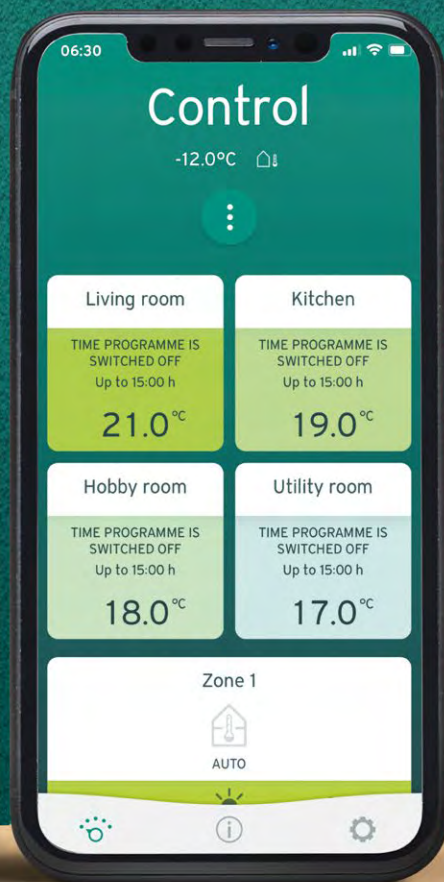 06:30
Control
-12.0°C
Living room
TIME PROGRAMME IS
SWITCHED OFF
Up to 15:00 h
21.0°C
Kitchen
TIME PROGRAMME IS
SWITCHED OFF
Up to 15:00 h
19.0°C
Hobby room
TIME PROGRAMME IS
SWITCHED OFF
Up to 15:00 h
18.0°C
Utility room
TIME PROGRAMME IS
SWITCHED OFF
Up to 15:00 h
17.0°C
Zone 1
AUTO